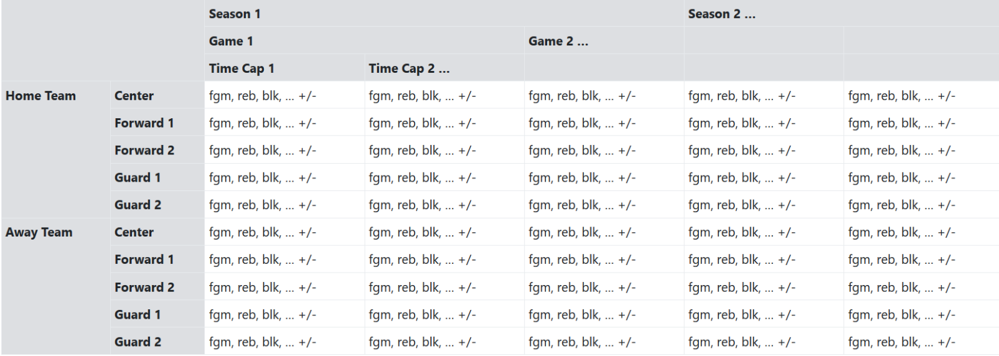 Season 1 Season 2 ...
Game 1 Game 2 ...
Time Cap 1 Time Cap 2 ...
Home Team Center fgm, reb, blk, ... +/- fgm, reb, blk, ... +/- fgm, reb, blk, ... +/- fgm, reb, blk, ... +/- fgm, reb, blk, ... +/-
Forward 1 fgm, reb, blk, ... +/- fgm, reb, blk, ... +/- fgm, reb, blk, ... +/- fgm, reb, blk, ... +/- fgm, reb, blk, ... +/-
Forward 2 fgm, reb, blk, ... +/- fgm, reb, blk, ... +/- fgm, reb, blk, ... +/- fgm, reb, blk, ... +/- fgm, reb, blk, ... +/-
Guard 1 fgm, reb, blk, ... +/- fgm, reb, blk, ... +/- fgm, reb, blk, ... +/- fgm, reb, blk, ... +/- fgm, reb, blk, ... +/-
Guard 2 fgm, reb, blk, ... +/- fgm, reb, blk, ... +/- fgm, reb, blk, ... +/- fgm, reb, blk, ... +/- fgm, reb, blk, ... +/-
Away Team Center fgm, reb, blk, ... +/- fgm, reb, blk, ... +/- fgm, reb, blk, ... +/- fgm, reb, blk, ... +/- fgm, reb, blk, ... +/-
Forward 1 fgm, reb, blk, ... +/- fgm, reb, blk, ... +/- fgm, reb, blk, ... +/- fgm, reb, blk, ... +/- fgm, reb, blk, ... +/-
Forward 2 fgm, reb, blk, ... +/- fgm, reb, blk, ... +/- fgm, reb, blk, ... +/- fgm, reb, blk, ... +/- fgm, reb, blk, ... +/-
Guard 1 fgm, reb, blk, ... +/- fgm, reb, blk, ... +/- fgm, reb, blk, ... +/- fgm, reb, blk, ... +/- fgm, reb, blk, ... +/-
Guard 2 fgm, reb, blk, ... +/- fgm, reb, blk, ... +/- fgm, reb, blk, ... +/- fgm, reb, blk, ... +/- fgm, reb, blk, ... +/-